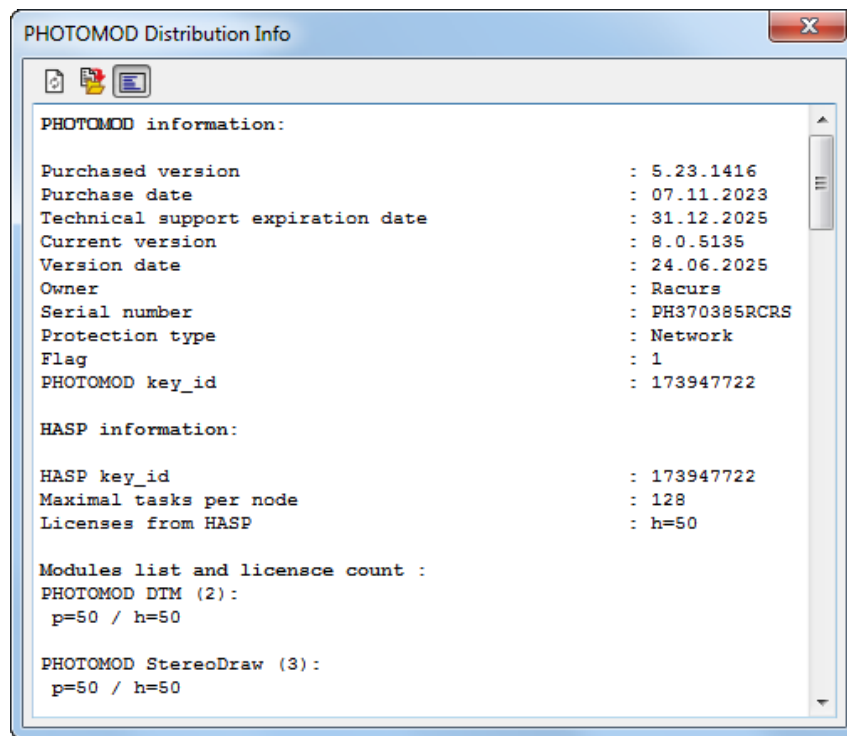 PHOTOMOD Distribution Info
PHOTOMOD information:
Purchased version : 5.23.1416
Purchase date : 07.11.2023
Technical support expiration date : 31.12.2025
Current version : 8.0.5135
Version date : 24.06.2025
Owner : Racurs
Serial number : PH370385RCRS
Protection type : Network
Flag : 1
PHOTOMOD key_id : 173947722
HASP information:
HASP key_id : 173947722
Maximal tasks per node : 128
Licenses from HASP : h=50
Modules list and licensce count :
PHOTOMOD DTM (2):
p=50 / h=50
PHOTOMOD StereoDraw (3):
p=50 / h=50